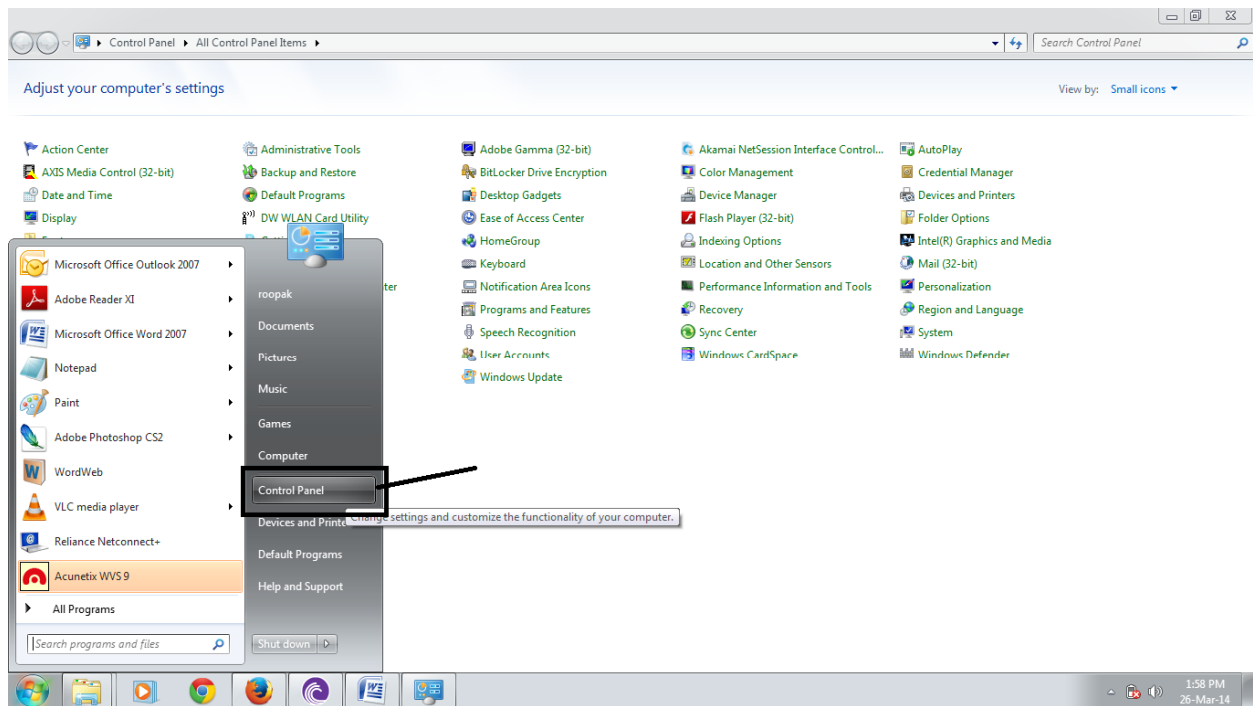 Control Panel
All Control Panel Items
Search Control Panel
Adjust your computer's settings
View by: Small icons
Action Center
Administrative Tools
Adobe Gamma (32-bit)
Akamai NetSession Interface Control...
AutoPlay
AXIS Media Control (32-bit)
Backup and Restore
BitLocker Drive Encryption
Color Management
Credential Manager
Date and Time
Default Programs
Desktop Gadgets
Device Manager
Devices and Printers
Display
DW WLAN Card Utility
Ease of Access Center
Flash Player (32-bit)
Folder Options
HomeGroup
Indexing Options
Intel(R) Graphics and Media
Keyboard
Location and Other Sensors
Mail (32-bit)
Notification Area Icons
Performance Information and Tools
Personalization
Programs and Features
Recovery
Region and Language
Speech Recognition
Sync Center
System
User Accounts
Windows CardSpace
Windows Defender
Windows Update
Microsoft Office Outlook 2007
Adobe Reader XI
Microsoft Office Word 2007
Notepad
Paint
Adobe Photoshop CS2
WordWeb
VLC media player
Reliance Netconnect+
Acunetix WVS 9
All Programs
Search programs and files
roopak
Documents
Pictures
Music
Games
Computer
Control Panel
Change settings and customize the functionality of your computer.
Devices and Printe
Default Programs
Help and Support
Shut down
1:58 PM
26-Mar-14